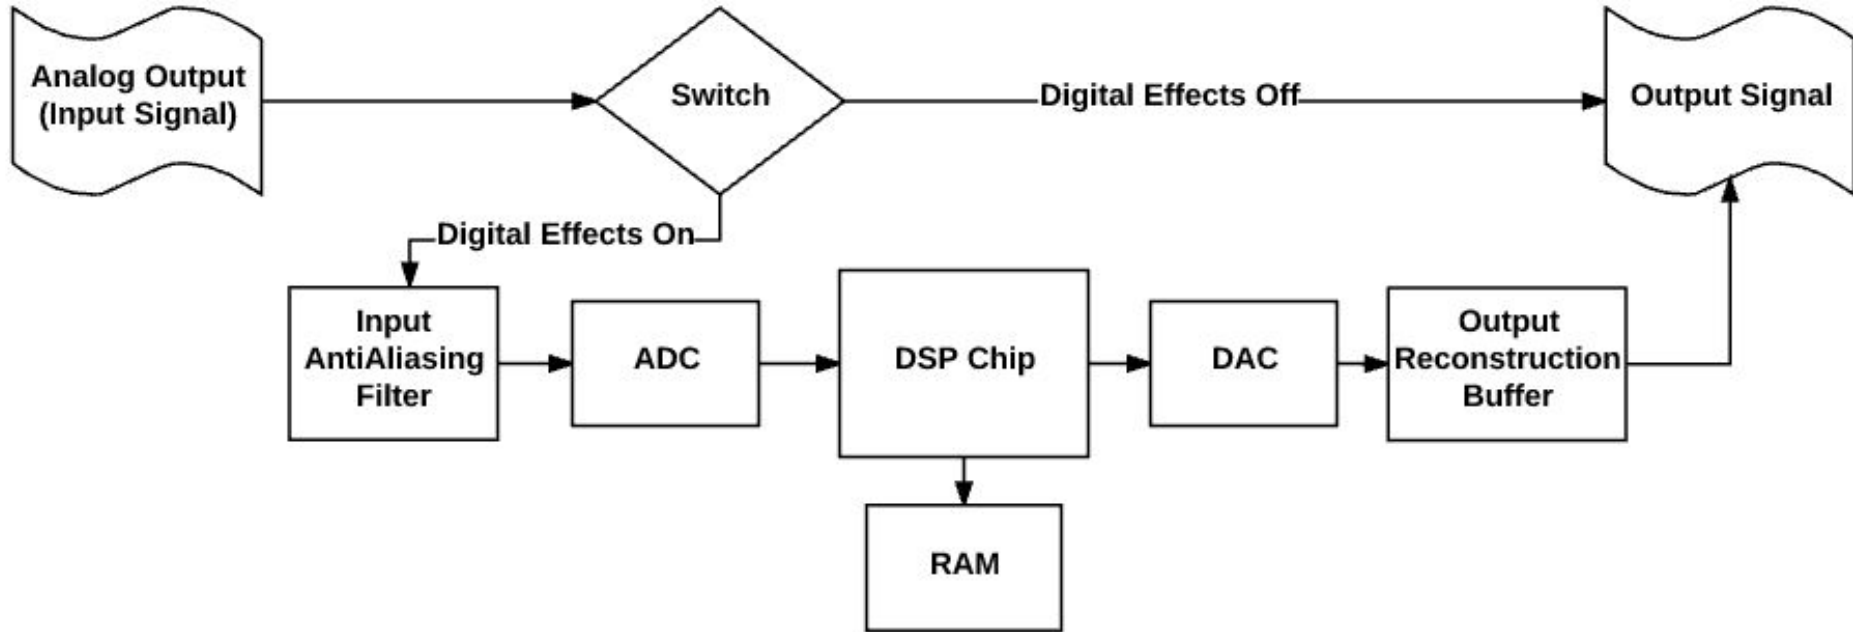 Analog Output
(Input Signal)
Switch
Digital Effects Off
Output Signal
Digital Effects On
Input
AntiAliasing
Filter
ADC
DSP Chip
DAC
Output
Reconstruction
Buffer
RAM